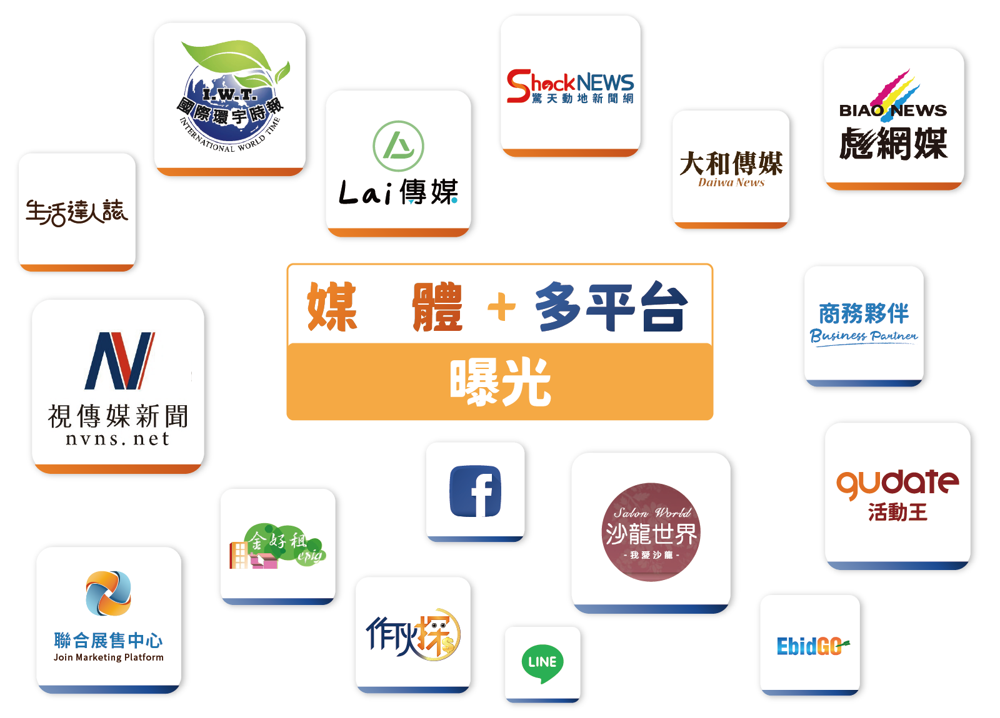 I.W.T.
國際環宇時報
INTERNATIONAL WORLD TIME
ShockNEWS
驚天動地新聞網
BIAO NEWS
彪網媒
Lai傳媒
大和傳媒
Daiwa News
生活達人誌
媒 體 + 多平台
曝光
商務夥伴
Business Partner
NV
視傳媒新聞
nvns.net
f
Salon World
沙龍世界
-我愛沙龍-
gudate
活動王
金好租
epig
聯合展售中心
Join Marketing Platform
作伙探
$
LINE
EbidGO